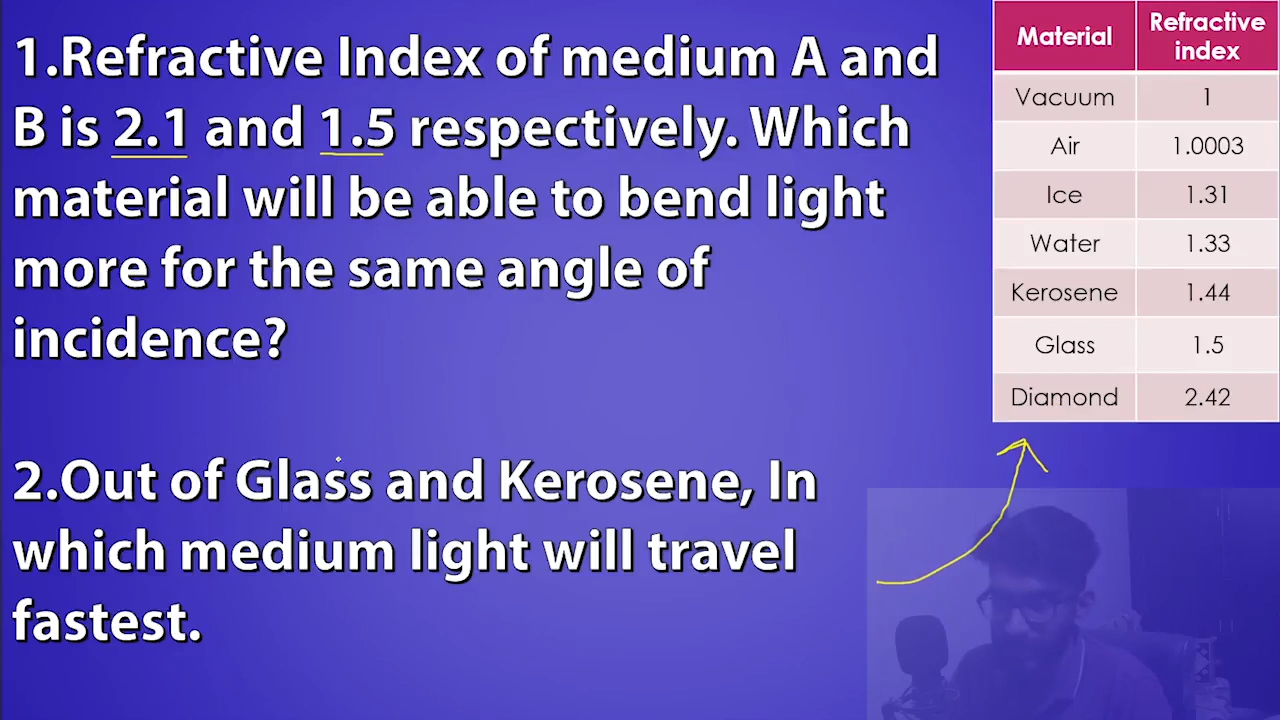 1.Refractive Index of medium A and
B is 2.1 and 1.5 respectively. Which
material will be able to bend light
more for the same angle of
incidence?
2.Out of Glass and Kerosene, In
which medium light will travel
fastest.
Material Refractive index
Vacuum 1
Air 1.0003
Ice 1.31
Water 1.33
Kerosene 1.44
Glass 1.5
Diamond 2.42